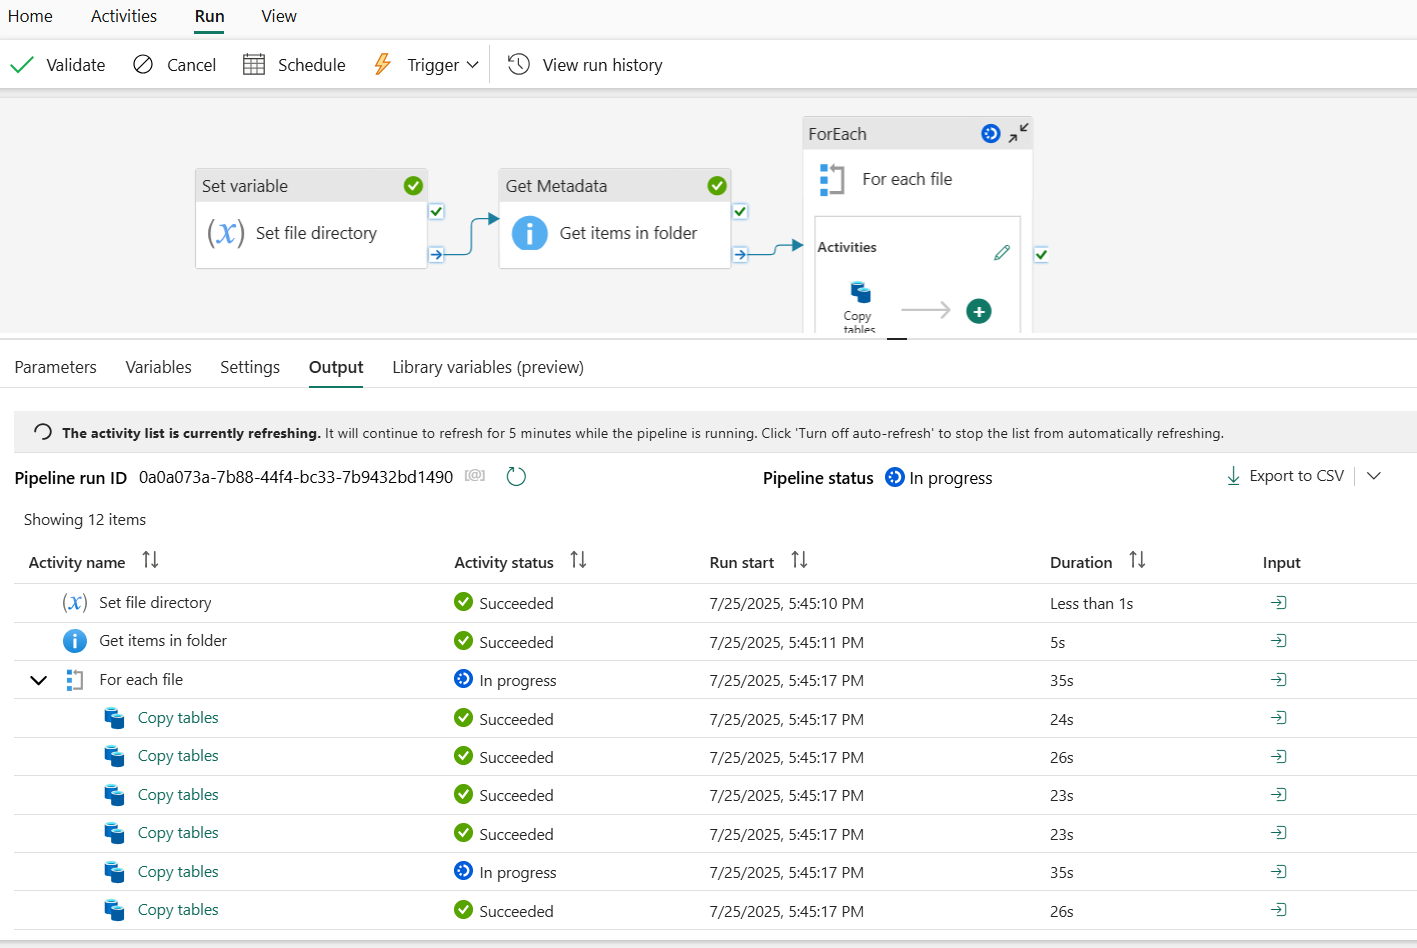 Home Activities Run View
Validate Cancel Schedule Trigger View run history
ForEach
Set variable Get Metadata For each file
(x) Set file directory Get items in folder
Activities
Copy
tables
Parameters Variables Settings Output Library variables (preview)
The activity list is currently refreshing. It will continue to refresh for 5 minutes while the pipeline is running. Click 'Turn off auto-refresh' to stop the list from automatically refreshing.
Pipeline run ID 0a0a073a-7b88-44f4-bc33-7b9432bd1490 [@] Pipeline status In progress Export to CSV
Showing 12 items
Activity name Activity status Run start Duration Input
(x) Set file directory Succeeded 7/25/2025, 5:45:10 PM Less than 1s
Get items in folder Succeeded 7/25/2025, 5:45:11 PM 5s
For each file In progress 7/25/2025, 5:45:17 PM 35s
Copy tables Succeeded 7/25/2025, 5:45:17 PM 24s
Copy tables Succeeded 7/25/2025, 5:45:17 PM 26s
Copy tables Succeeded 7/25/2025, 5:45:17 PM 23s
Copy tables Succeeded 7/25/2025, 5:45:17 PM 23s
Copy tables In progress 7/25/2025, 5:45:17 PM 35s
Copy tables Succeeded 7/25/2025, 5:45:17 PM 26s